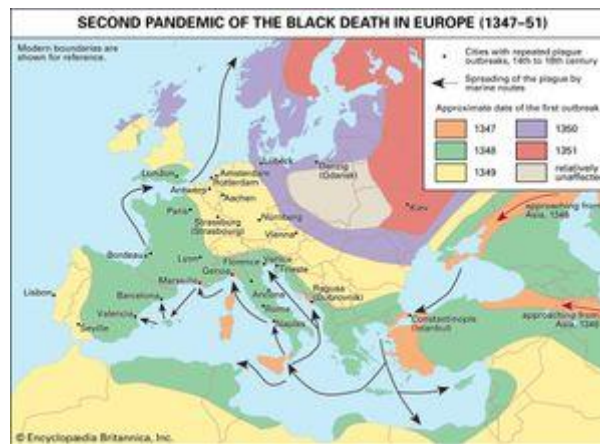 SECOND PANDEMIC OF THE BLACK DEATH IN EUROPE (1347–51)
Modern boundaries are
shown for reference.
Cities with repeated plague
outbreaks, 14th to 18th century
Spreading of the plague by
marine routes
Approximate date of the first outbreak
1347
1350
1348
1351
1349
relatively
unaffected
London
Amsterdam
Rotterdam
Antwerp
Aachen
Lübeck
Danzig
(Gdańsk)
Paris
Strassburg
(Strasbourg)
Nürnberg
Vienna
Kiev
approaching from
Asia, 1346
Bordeaux
Lyon
Florence
Venice
Trieste
Genoa
Marseille
Ancona
Ragusa
(Dubrovnik)
Lisbon
Barcelona
Rome
Constantinople
(Istanbul)
approaching from
Asia, 1346
Valencia
Naples
Seville
© Encyclopædia Britannica, Inc.